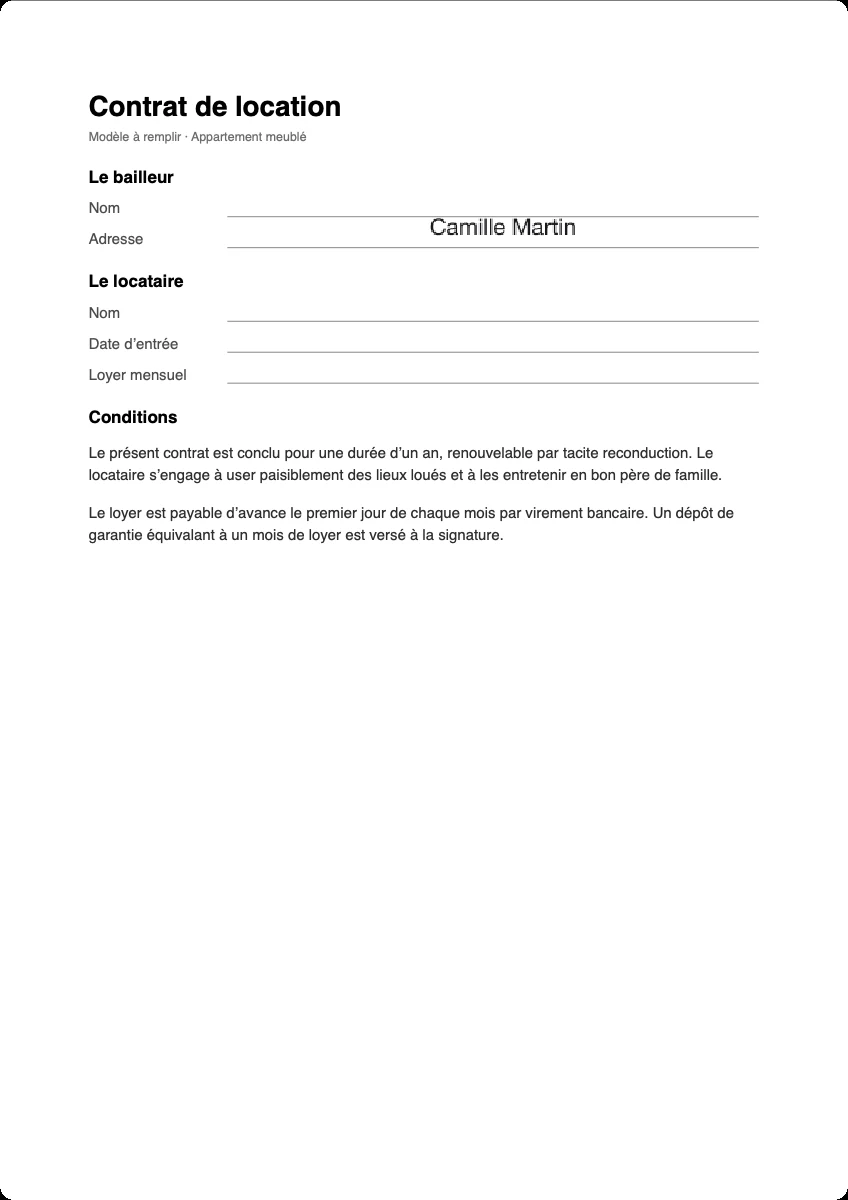 Contrat de location
Modèle à remplir · Appartement meublé
Le bailleur
Nom
Camille Martin
Adresse
Le locataire
Nom
Date d’entrée
Loyer mensuel
Conditions
Le présent contrat est conclu pour une durée d’un an, renouvelable par tacite reconduction. Le
locataire s’engage à user paisiblement des lieux loués et à les entretenir en bon père de famille.
Le loyer est payable d’avance le premier jour de chaque mois par virement bancaire. Un dépôt de
garantie équivalant à un mois de loyer est versé à la signature.